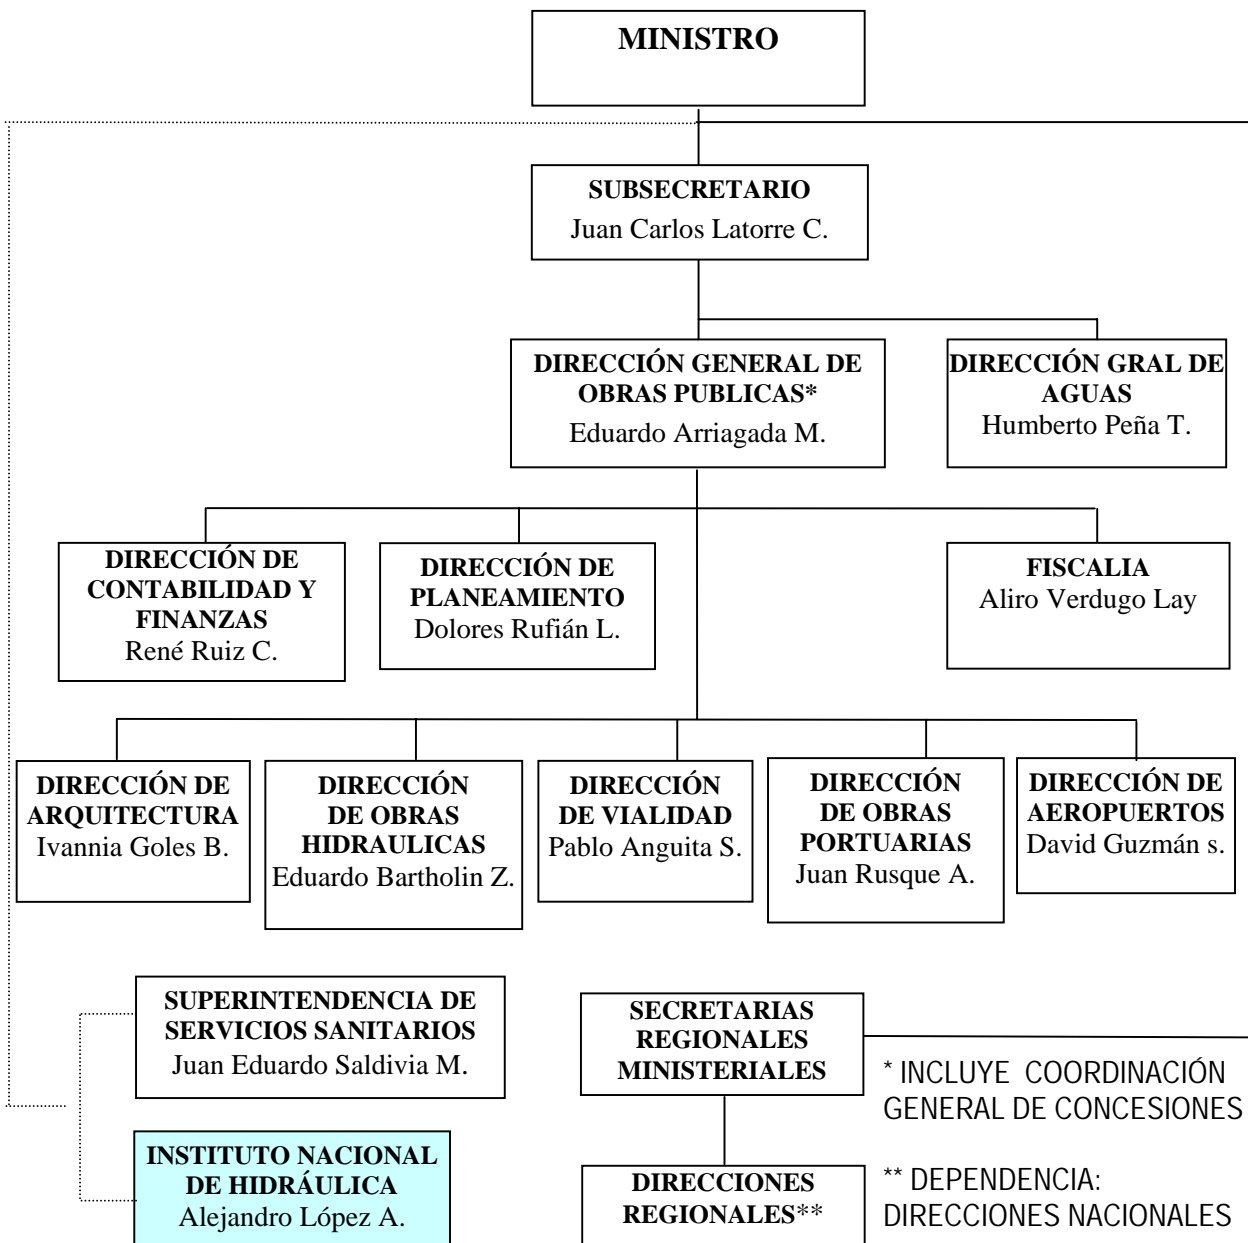 MINISTRO
SUBSECRETARIO
Juan Carlos Latorre C.
DIRECCIÓN GENERAL DE
OBRAS PUBLICAS*
Eduardo Arriagada M.
DIRECCIÓN GRAL DE
AGUAS
Humberto Peña T.
DIRECCIÓN DE
CONTABILIDAD Y
FINANZAS
René Ruiz C.
DIRECCIÓN DE
PLANEAMIENTO
Dolores Rufián L.
FISCALIA
Aliro Verdugo Lay
DIRECCIÓN DE
ARQUITECTURA
Ivannia Goles B.
DIRECCIÓN
DE OBRAS
HIDRAULICAS
Eduardo Bartholin Z.
DIRECCIÓN
DE VIALIDAD
Pablo Anguita S.
DIRECCIÓN
DE OBRAS
PORTUARIAS
Juan Rusque A.
DIRECCIÓN DE
AEROPUERTOS
David Guzmán s.
SUPERINTENDENCIA DE
SERVICIOS SANITARIOS
Juan Eduardo Saldivia M.
INSTITUTO NACIONAL
DE HIDRÁULICA
Alejandro López A.
SECRETARIAS
REGIONALES
MINISTERIALES
DIRECCIONES
REGIONALES**
* INCLUYE COORDINACIÓN
GENERAL DE CONCESIONES
** DEPENDENCIA:
DIRECCIONES NACIONALES